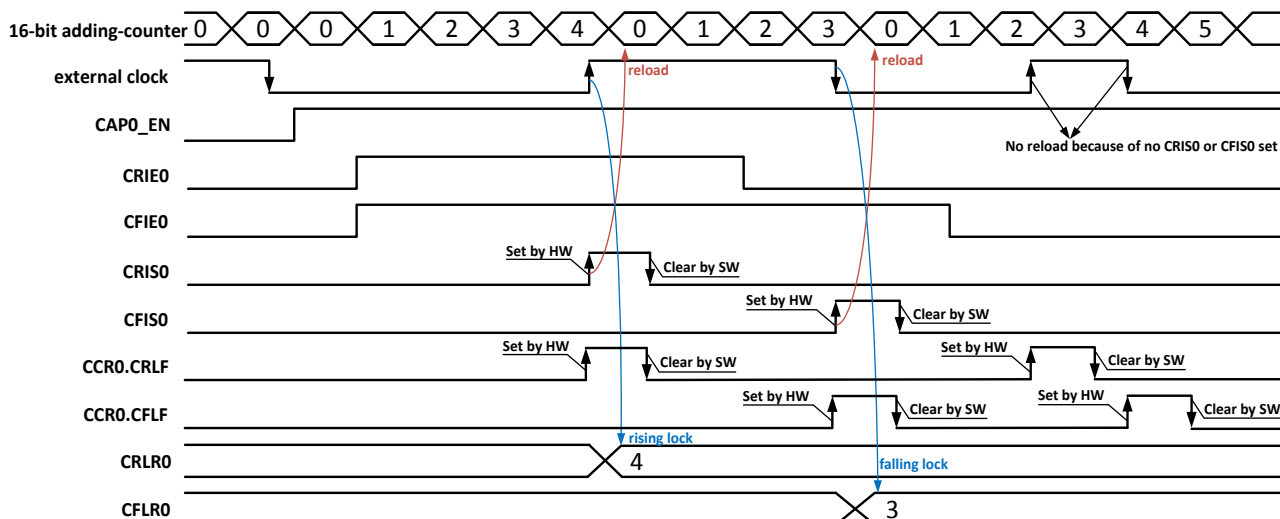 16-bit adding-counter 0 0 0 1 2 3 4 0 1 2 3 0 1 2 3 4 5
external clock reload reload
CAP0_EN
No reload because of no CRIS0 or CFIS0 set
CRIE0
CFIE0
CRIS0 Set by HW Clear by SW
CFIS0 Set by HW Clear by SW
CCR0.CRLF Set by HW Clear by SW Set by HW Clear by SW
CCR0.CFLF Set by HW Clear by SW Set by HW Clear by SW
rising lock
CRLR0 4 falling lock
CFLR0 3